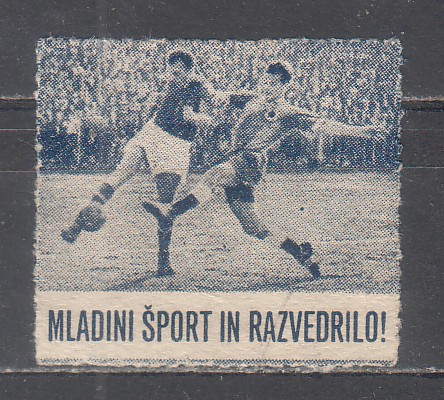 MLADINI ŠPORT IN RAZVEDRILO!